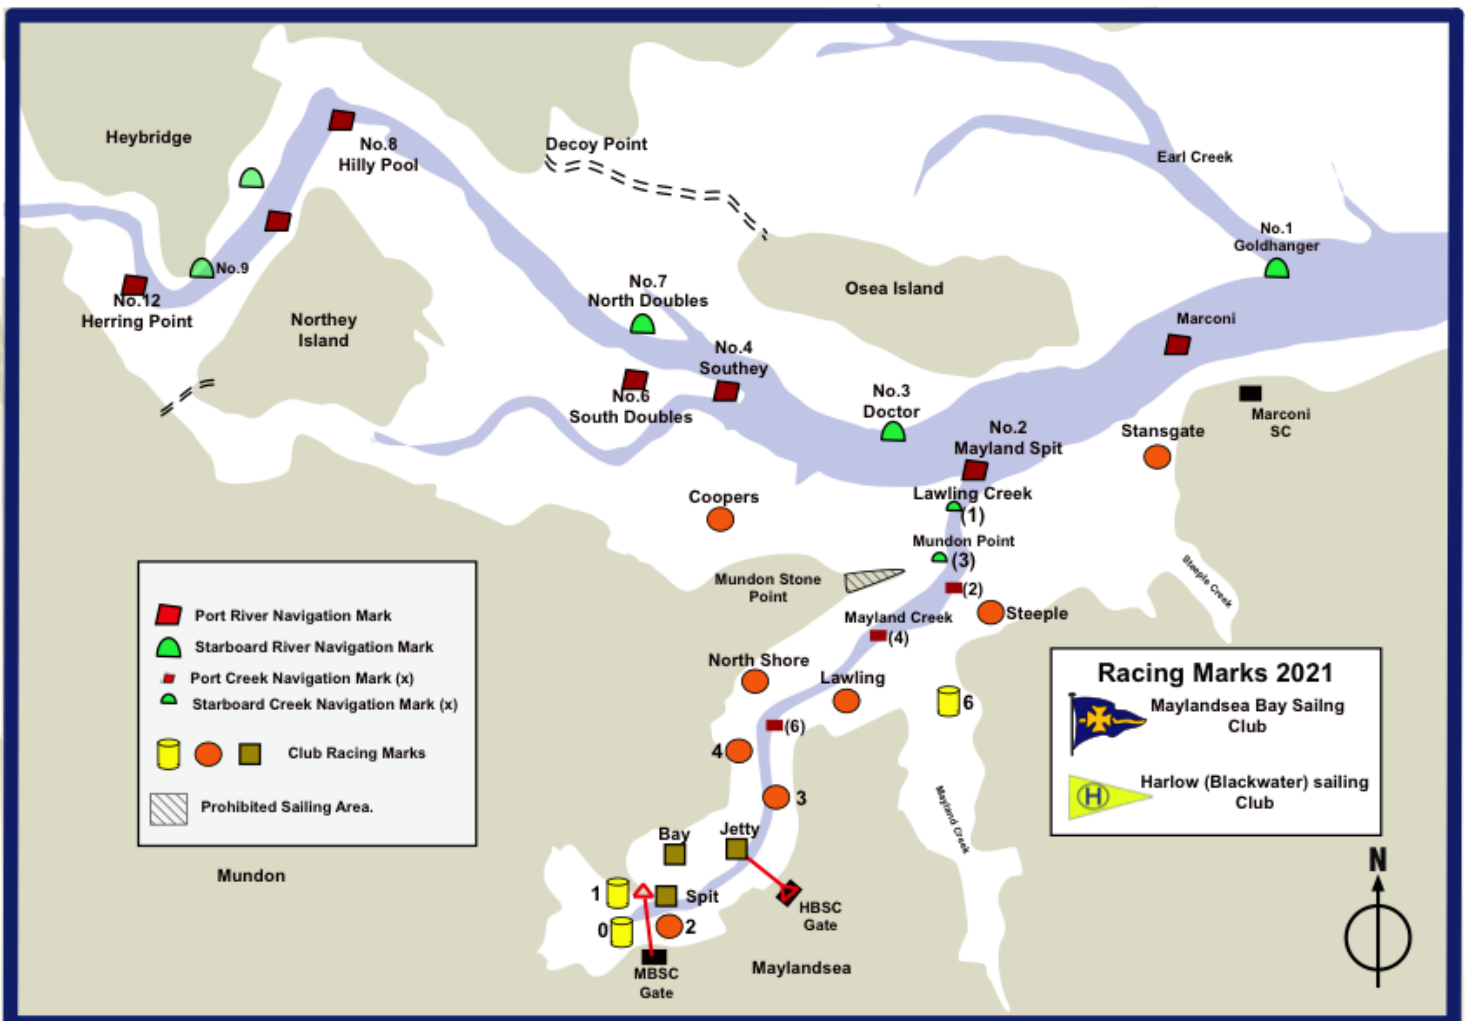 Heybridge
No.8
Hilly Pool
Decoy Point
Earl Creek
No.1
Goldhanger
No.9
No.12
Herring Point
Northey
Island
No.7
North Doubles
Osea Island
Marconi
No.4
Southey
No.6
South Doubles
No.3
Doctor
No.2
Mayland Spit
Marconi
SC
Stansgate
Coopers
Lawling Creek
(1)
Mundon Point
(3)
Mundon Stone
Point
(2)
Steeple Creek
Steeple
Mayland Creek
(4)
North Shore
Lawling
6
(6)
4
3
Mayland Creek
Bay
Jetty
1
Spit
0
2
HBSC
Gate
MBSC
Gate
Maylandsea
Mundon
Port River Navigation Mark
Starboard River Navigation Mark
Port Creek Navigation Mark (x)
Starboard Creek Navigation Mark (x)
Club Racing Marks
Prohibited Sailing Area.
Racing Marks 2021
Maylandsea Bay Sailng
Club
H
Harlow (Blackwater) sailing
Club
N